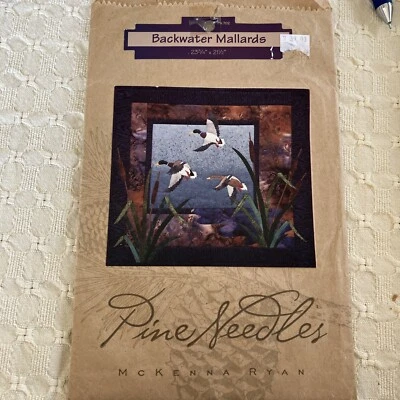 Backwater Mallards
Pine Needles
McKenna Ryan